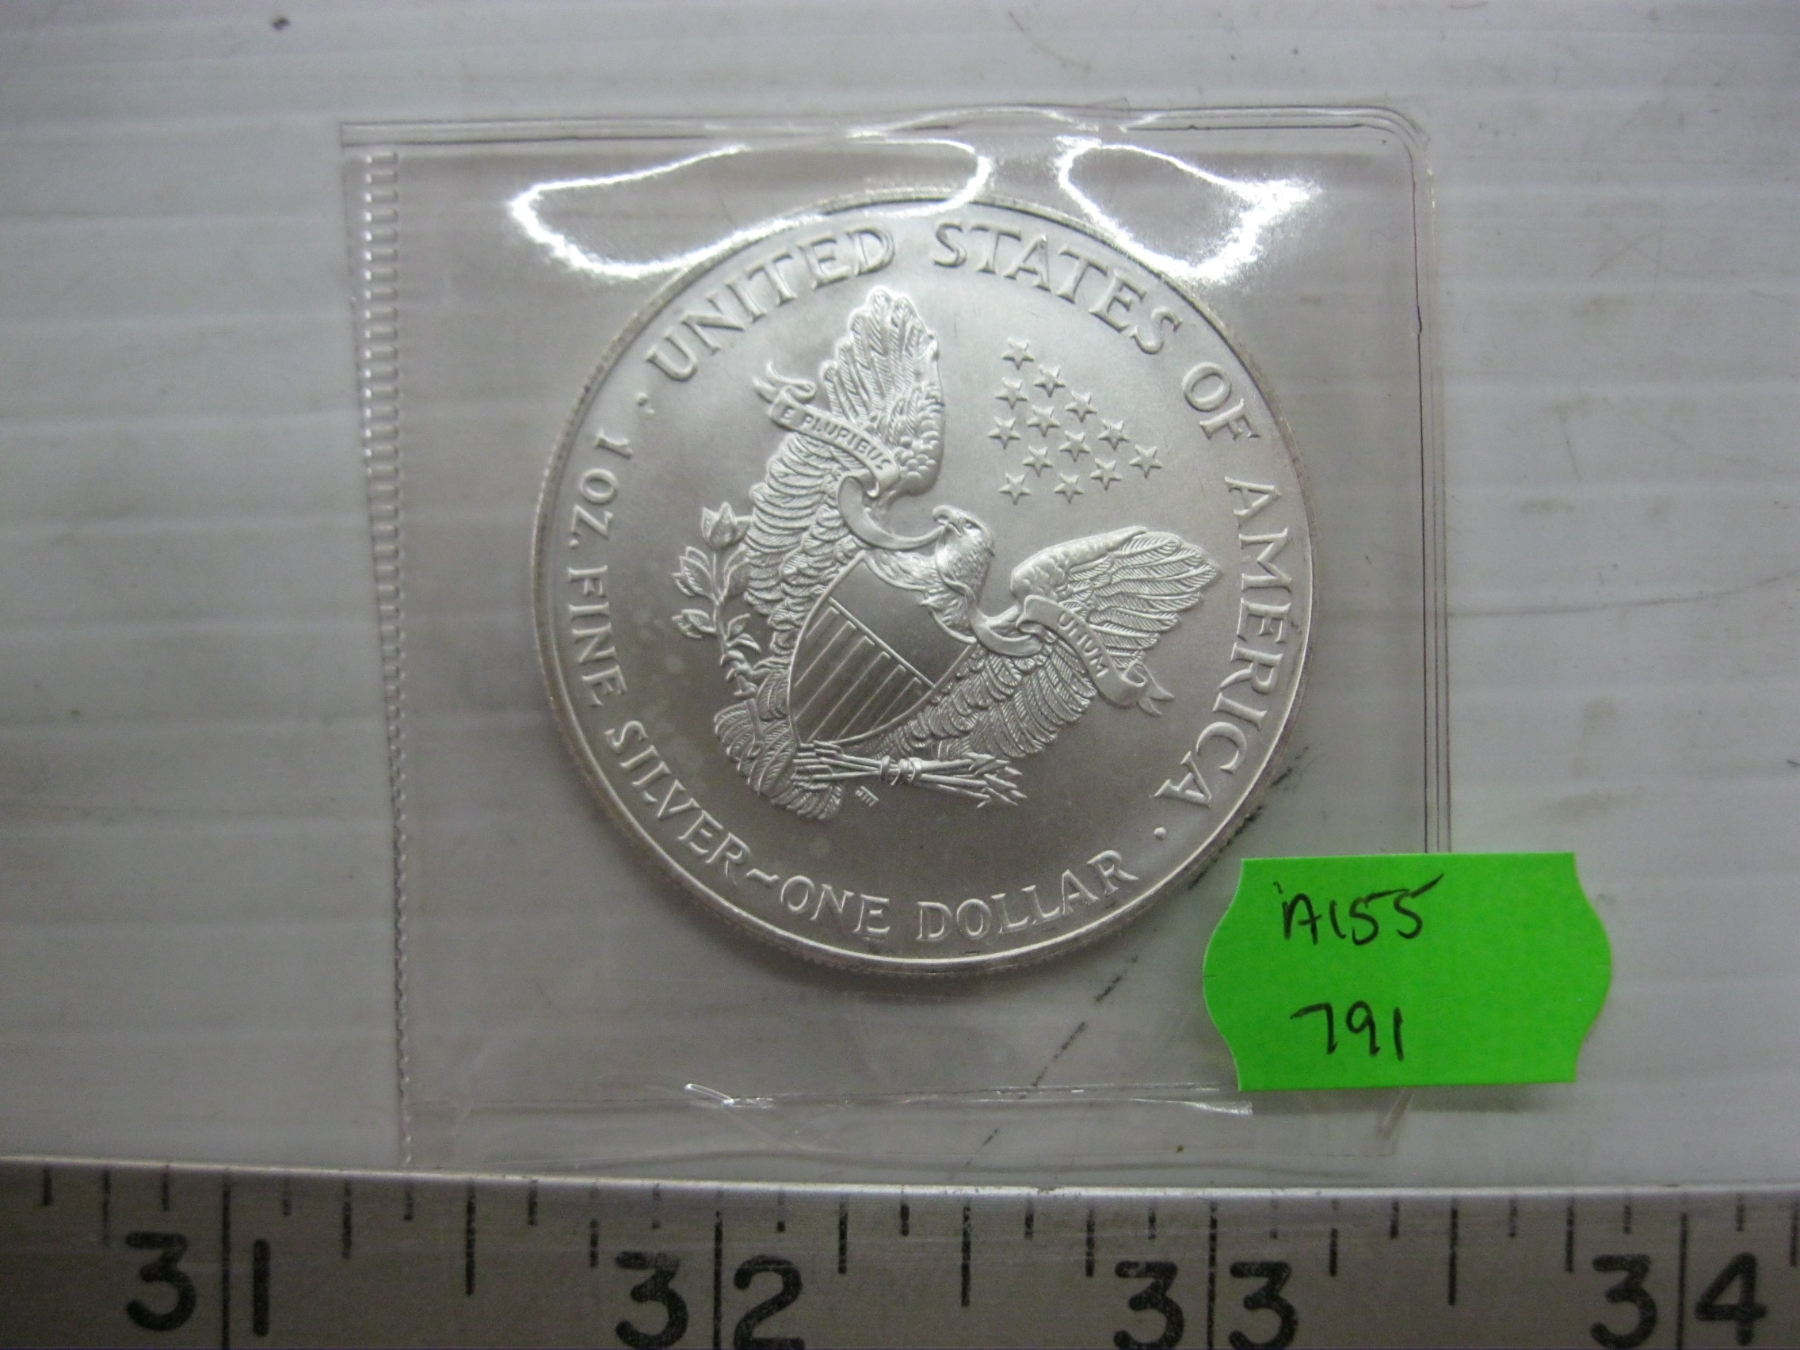 UNITED STATES OF AMERICA
1 OZ. FINE SILVER~ONE DOLLAR
E PLURIBUS
UNUM
A155
791
31
32
33
34